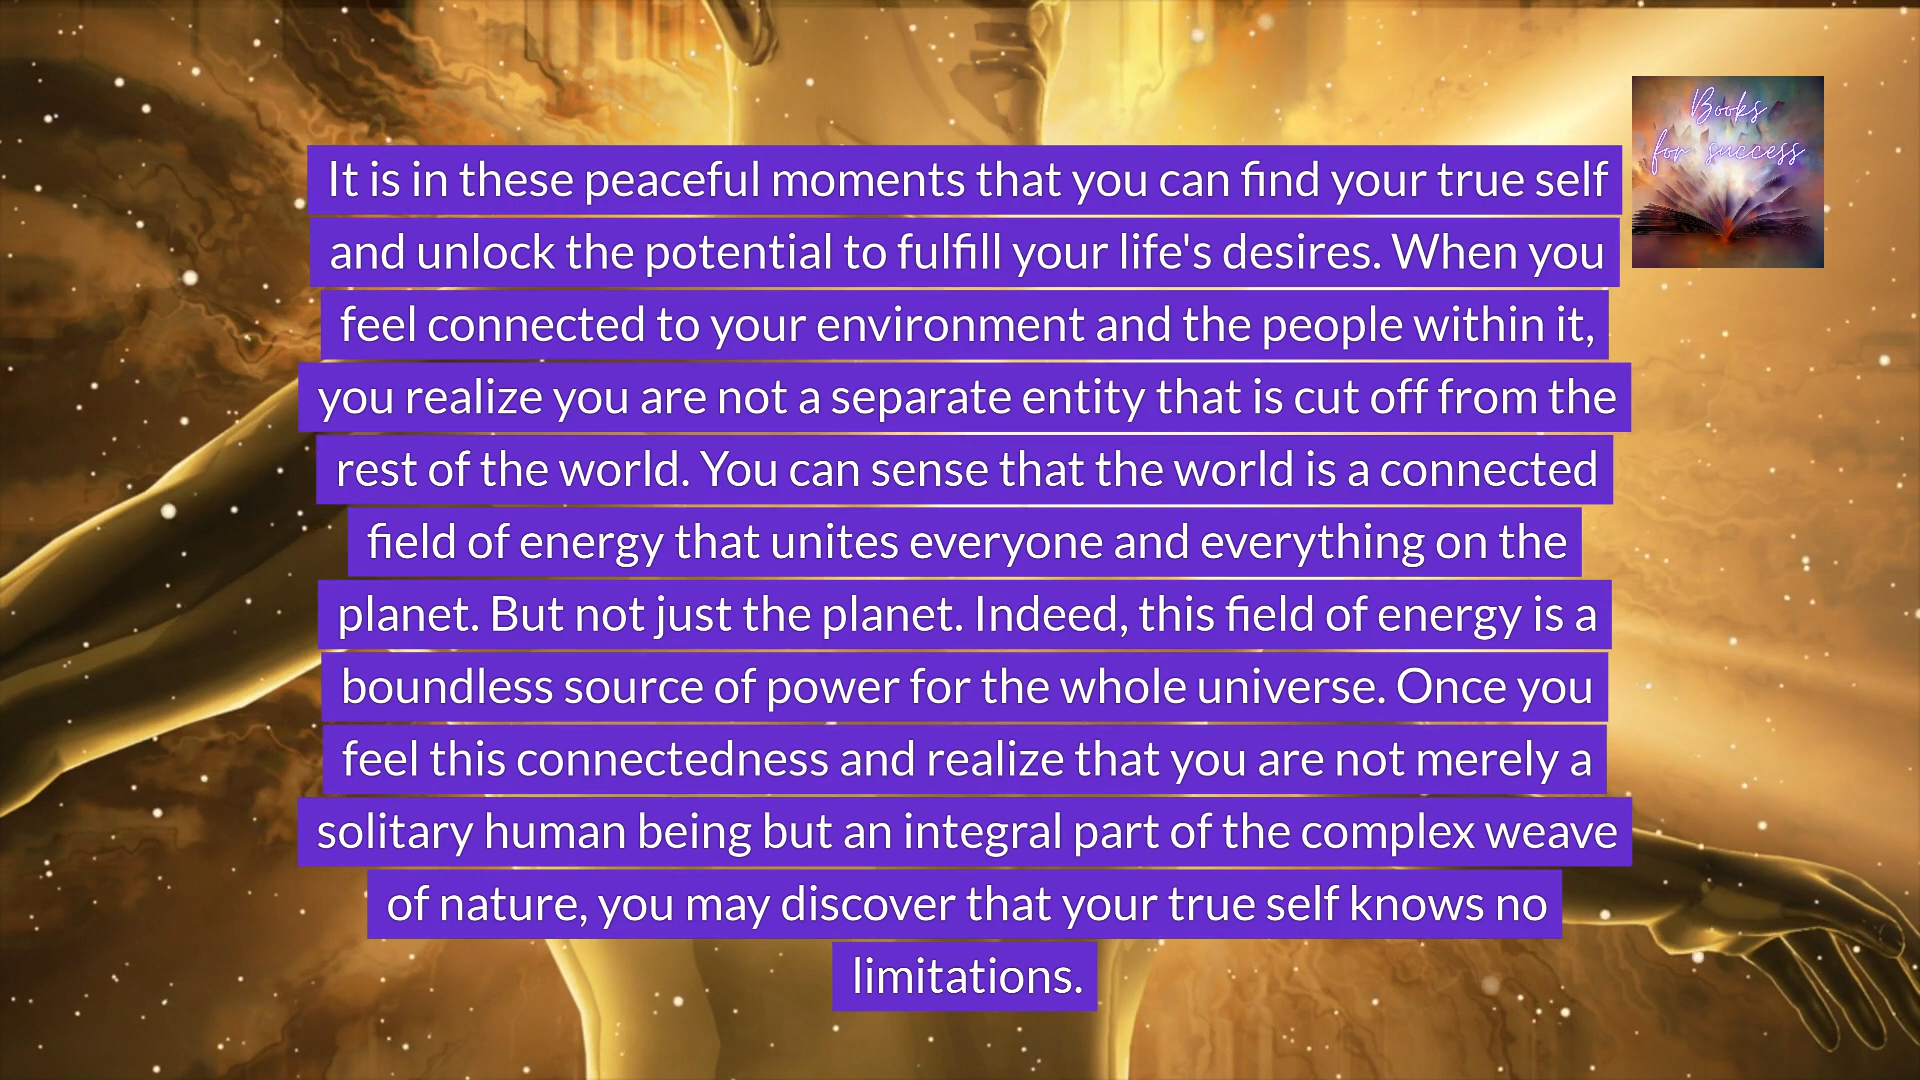 Books
for success
It is in these peaceful moments that you can find your true self
and unlock the potential to fulfill your life's desires. When you
feel connected to your environment and the people within it,
you realize you are not a separate entity that is cut off from the
rest of the world. You can sense that the world is a connected
field of energy that unites everyone and everything on the
planet. But not just the planet. Indeed, this field of energy is a
boundless source of power for the whole universe. Once you
feel this connectedness and realize that you are not merely a
solitary human being but an integral part of the complex weave
of nature, you may discover that your true self knows no
limitations.